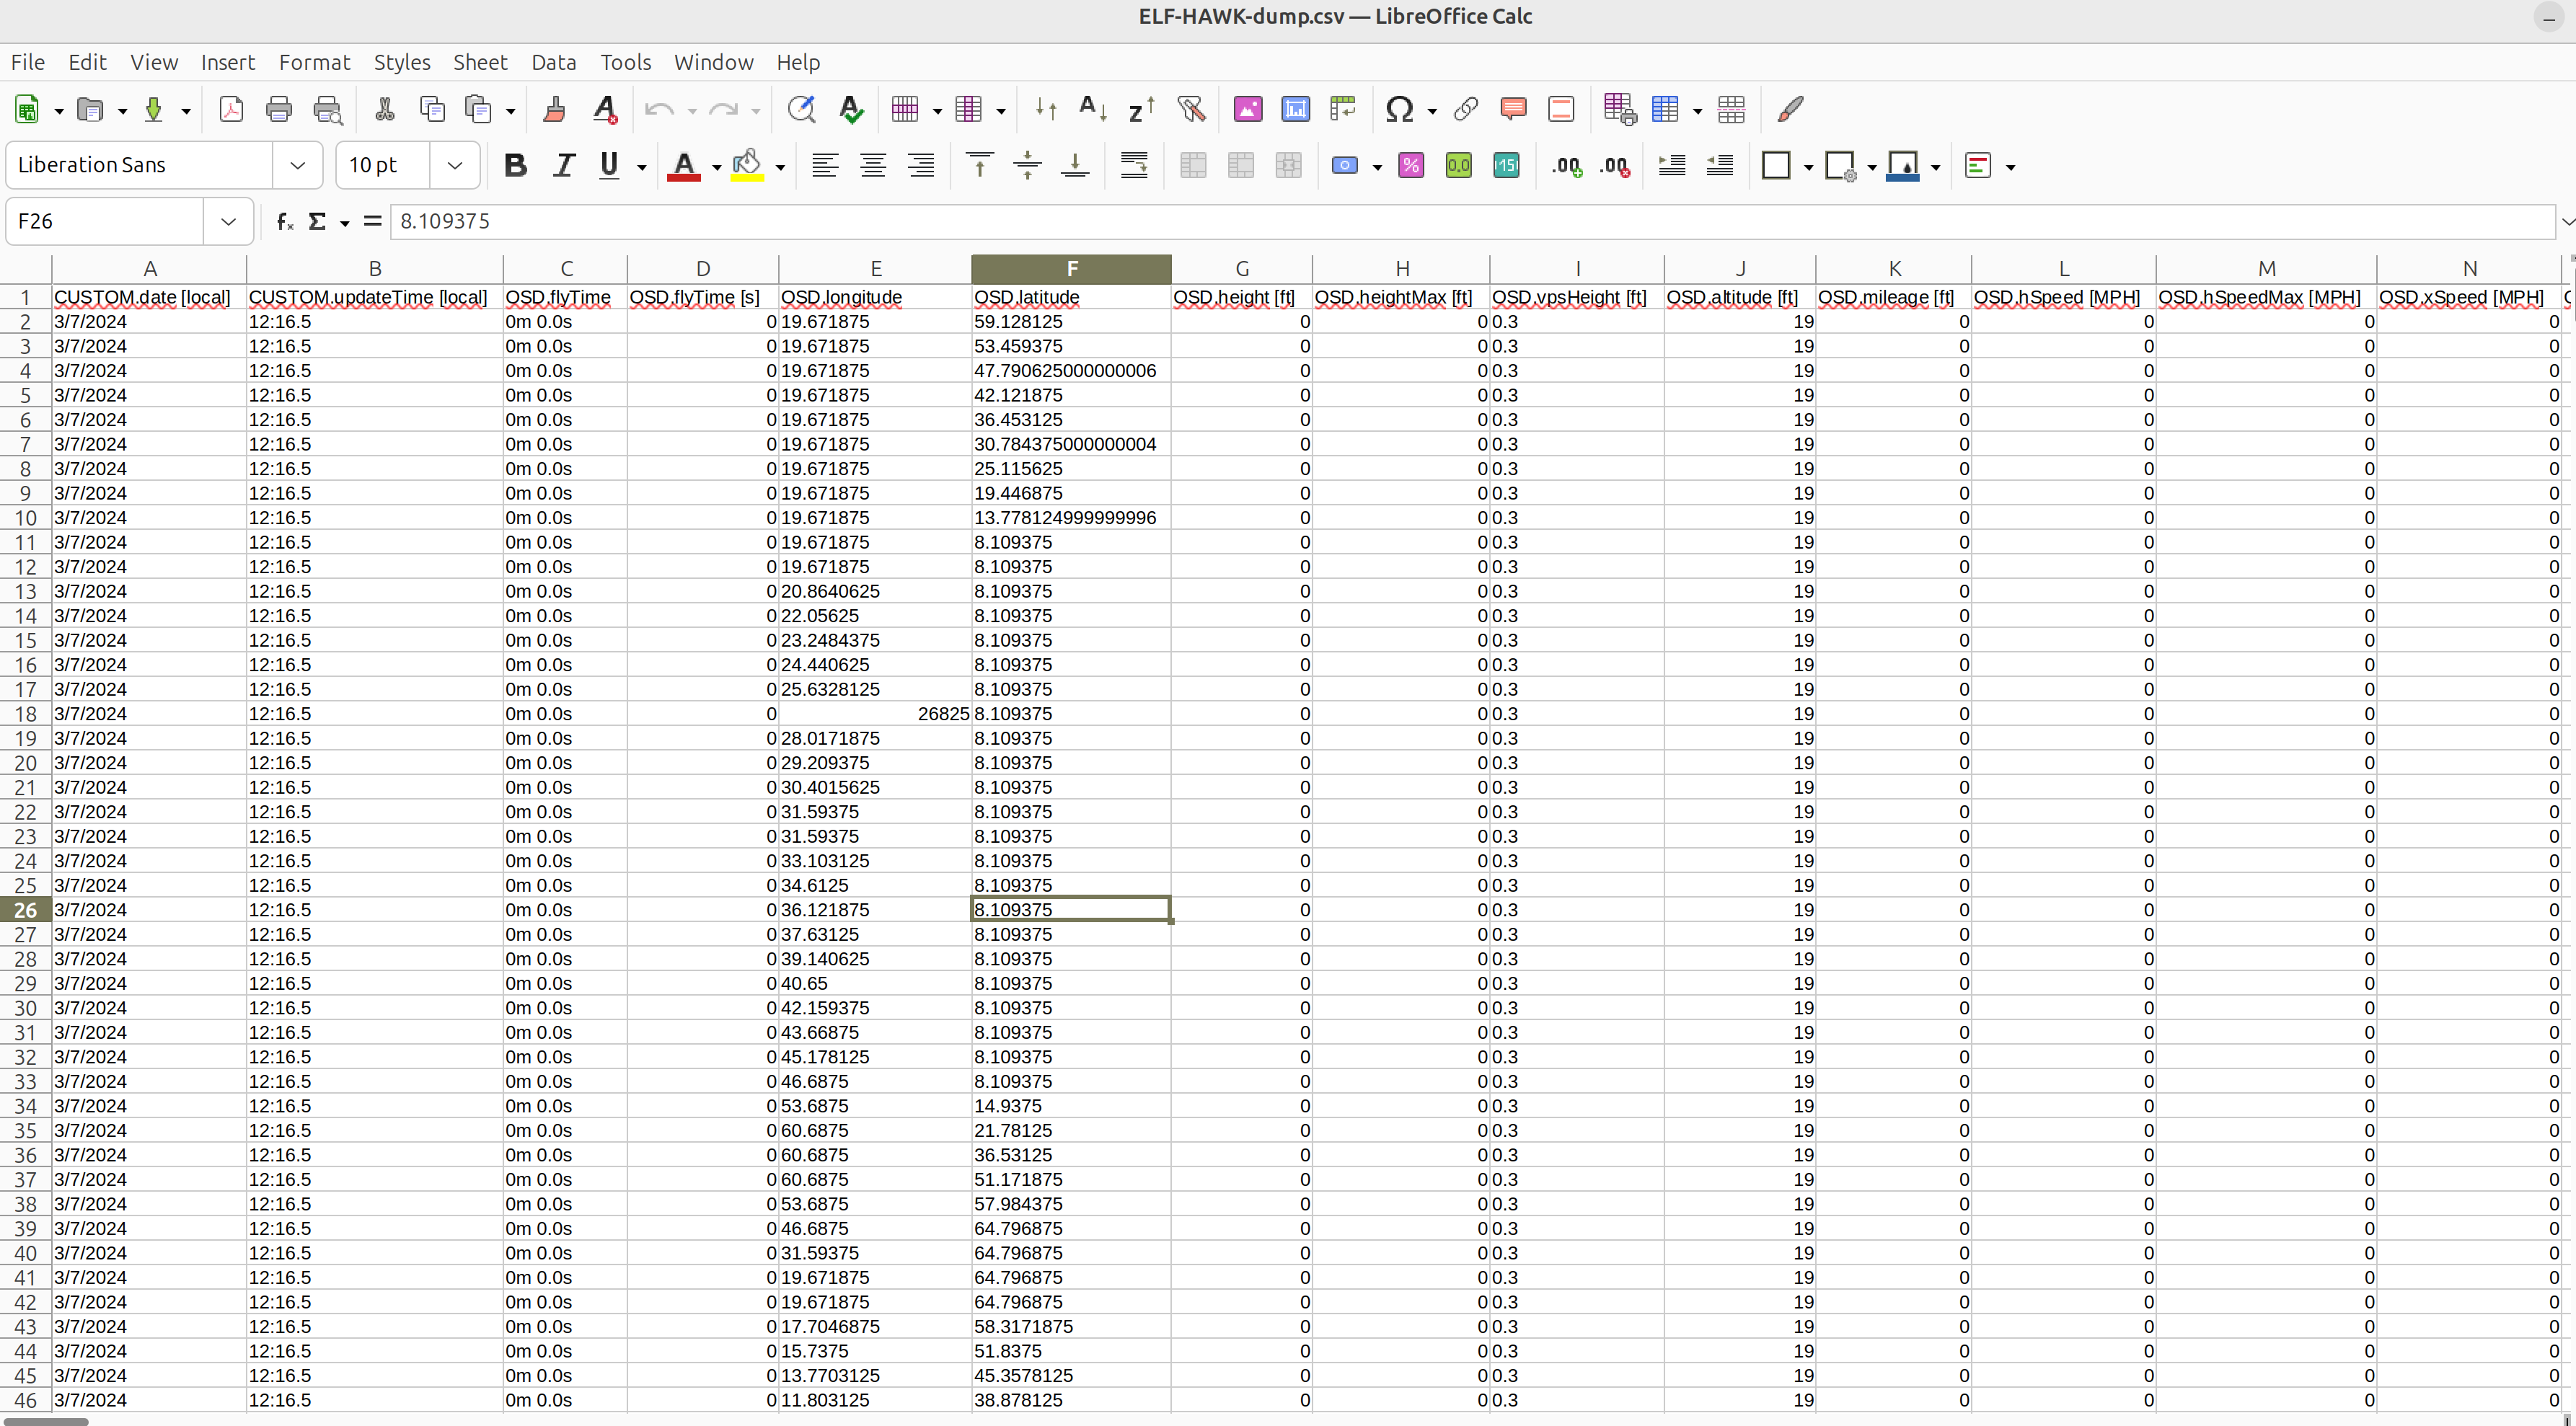 ELF-HAWK-dump.csv — LibreOffice Calc
File Edit View Insert Format Styles Sheet Data Tools Window Help
Liberation Sans 10 pt
F26 8.109375
A B C D E F G H I J K L M N
1 CUSTOM.date [local] CUSTOM.updateTime [local] OSD.flyTime OSD.flyTime [s] OSD.longitude OSD.latitude OSD.height [ft] OSD.heightMax [ft] OSD.vpsHeight [ft] OSD.altitude [ft] OSD.mileage [ft] OSD.hSpeed [MPH] OSD.hSpeedMax [MPH] OSD.xSpeed [MPH]
2 3/7/2024 12:16.5 0m 0.0s 0 19.671875 59.128125 0 0 0.3 19 0 0 0 0
3 3/7/2024 12:16.5 0m 0.0s 0 19.671875 53.459375 0 0 0.3 19 0 0 0 0
4 3/7/2024 12:16.5 0m 0.0s 0 19.671875 47.790625000000006 0 0 0.3 19 0 0 0 0
5 3/7/2024 12:16.5 0m 0.0s 0 19.671875 42.121875 0 0 0.3 19 0 0 0 0
6 3/7/2024 12:16.5 0m 0.0s 0 19.671875 36.453125 0 0 0.3 19 0 0 0 0
7 3/7/2024 12:16.5 0m 0.0s 0 19.671875 30.784375000000004 0 0 0.3 19 0 0 0 0
8 3/7/2024 12:16.5 0m 0.0s 0 19.671875 25.115625 0 0 0.3 19 0 0 0 0
9 3/7/2024 12:16.5 0m 0.0s 0 19.671875 19.446875 0 0 0.3 19 0 0 0 0
10 3/7/2024 12:16.5 0m 0.0s 0 19.671875 13.778124999999996 0 0 0.3 19 0 0 0 0
11 3/7/2024 12:16.5 0m 0.0s 0 19.671875 8.109375 0 0 0.3 19 0 0 0 0
12 3/7/2024 12:16.5 0m 0.0s 0 19.671875 8.109375 0 0 0.3 19 0 0 0 0
13 3/7/2024 12:16.5 0m 0.0s 0 20.8640625 8.109375 0 0 0.3 19 0 0 0 0
14 3/7/2024 12:16.5 0m 0.0s 0 22.05625 8.109375 0 0 0.3 19 0 0 0 0
15 3/7/2024 12:16.5 0m 0.0s 0 23.2484375 8.109375 0 0 0.3 19 0 0 0 0
16 3/7/2024 12:16.5 0m 0.0s 0 24.440625 8.109375 0 0 0.3 19 0 0 0 0
17 3/7/2024 12:16.5 0m 0.0s 0 25.6328125 8.109375 0 0 0.3 19 0 0 0 0
18 3/7/2024 12:16.5 0m 0.0s 0 26825 8.109375 0 0 0.3 19 0 0 0 0
19 3/7/2024 12:16.5 0m 0.0s 0 28.0171875 8.109375 0 0 0.3 19 0 0 0 0
20 3/7/2024 12:16.5 0m 0.0s 0 29.209375 8.109375 0 0 0.3 19 0 0 0 0
21 3/7/2024 12:16.5 0m 0.0s 0 30.4015625 8.109375 0 0 0.3 19 0 0 0 0
22 3/7/2024 12:16.5 0m 0.0s 0 31.59375 8.109375 0 0 0.3 19 0 0 0 0
23 3/7/2024 12:16.5 0m 0.0s 0 31.59375 8.109375 0 0 0.3 19 0 0 0 0
24 3/7/2024 12:16.5 0m 0.0s 0 33.103125 8.109375 0 0 0.3 19 0 0 0 0
25 3/7/2024 12:16.5 0m 0.0s 0 34.6125 8.109375 0 0 0.3 19 0 0 0 0
26 3/7/2024 12:16.5 0m 0.0s 0 36.121875 8.109375 0 0 0.3 19 0 0 0 0
27 3/7/2024 12:16.5 0m 0.0s 0 37.63125 8.109375 0 0 0.3 19 0 0 0 0
28 3/7/2024 12:16.5 0m 0.0s 0 39.140625 8.109375 0 0 0.3 19 0 0 0 0
29 3/7/2024 12:16.5 0m 0.0s 0 40.65 8.109375 0 0 0.3 19 0 0 0 0
30 3/7/2024 12:16.5 0m 0.0s 0 42.159375 8.109375 0 0 0.3 19 0 0 0 0
31 3/7/2024 12:16.5 0m 0.0s 0 43.66875 8.109375 0 0 0.3 19 0 0 0 0
32 3/7/2024 12:16.5 0m 0.0s 0 45.178125 8.109375 0 0 0.3 19 0 0 0 0
33 3/7/2024 12:16.5 0m 0.0s 0 46.6875 8.109375 0 0 0.3 19 0 0 0 0
34 3/7/2024 12:16.5 0m 0.0s 0 53.6875 14.9375 0 0 0.3 19 0 0 0 0
35 3/7/2024 12:16.5 0m 0.0s 0 60.6875 21.78125 0 0 0.3 19 0 0 0 0
36 3/7/2024 12:16.5 0m 0.0s 0 60.6875 36.53125 0 0 0.3 19 0 0 0 0
37 3/7/2024 12:16.5 0m 0.0s 0 60.6875 51.171875 0 0 0.3 19 0 0 0 0
38 3/7/2024 12:16.5 0m 0.0s 0 53.6875 57.984375 0 0 0.3 19 0 0 0 0
39 3/7/2024 12:16.5 0m 0.0s 0 46.6875 64.796875 0 0 0.3 19 0 0 0 0
40 3/7/2024 12:16.5 0m 0.0s 0 31.59375 64.796875 0 0 0.3 19 0 0 0 0
41 3/7/2024 12:16.5 0m 0.0s 0 19.671875 64.796875 0 0 0.3 19 0 0 0 0
42 3/7/2024 12:16.5 0m 0.0s 0 19.671875 64.796875 0 0 0.3 19 0 0 0 0
43 3/7/2024 12:16.5 0m 0.0s 0 17.7046875 58.3171875 0 0 0.3 19 0 0 0 0
44 3/7/2024 12:16.5 0m 0.0s 0 15.7375 51.8375 0 0 0.3 19 0 0 0 0
45 3/7/2024 12:16.5 0m 0.0s 0 13.7703125 45.3578125 0 0 0.3 19 0 0 0 0
46 3/7/2024 12:16.5 0m 0.0s 0 11.803125 38.878125 0 0 0.3 19 0 0 0 0